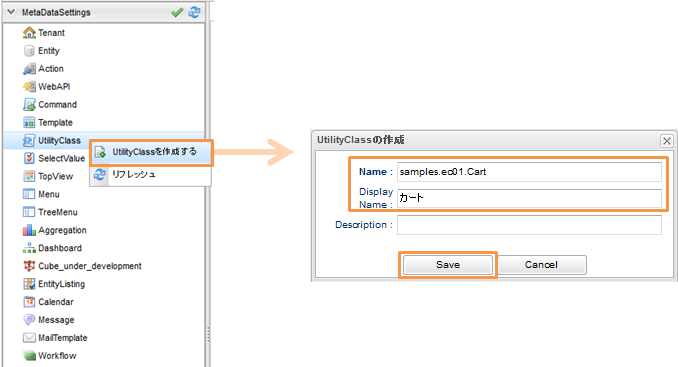 MetaDataSettings
Tenant
Entity
Action
WebAPI
Command
Template
UtilityClass
SelectValue
TopView
Menu
TreeMenu
Aggregation
Dashboard
Cube_under_development
EntityListing
Calendar
Message
MailTemplate
Workflow
UtilityClassを作成する
リフレッシュ
UtilityClassの作成
Name : samples.ec01.Cart
Display
Name : カート
Description :
Save Cancel